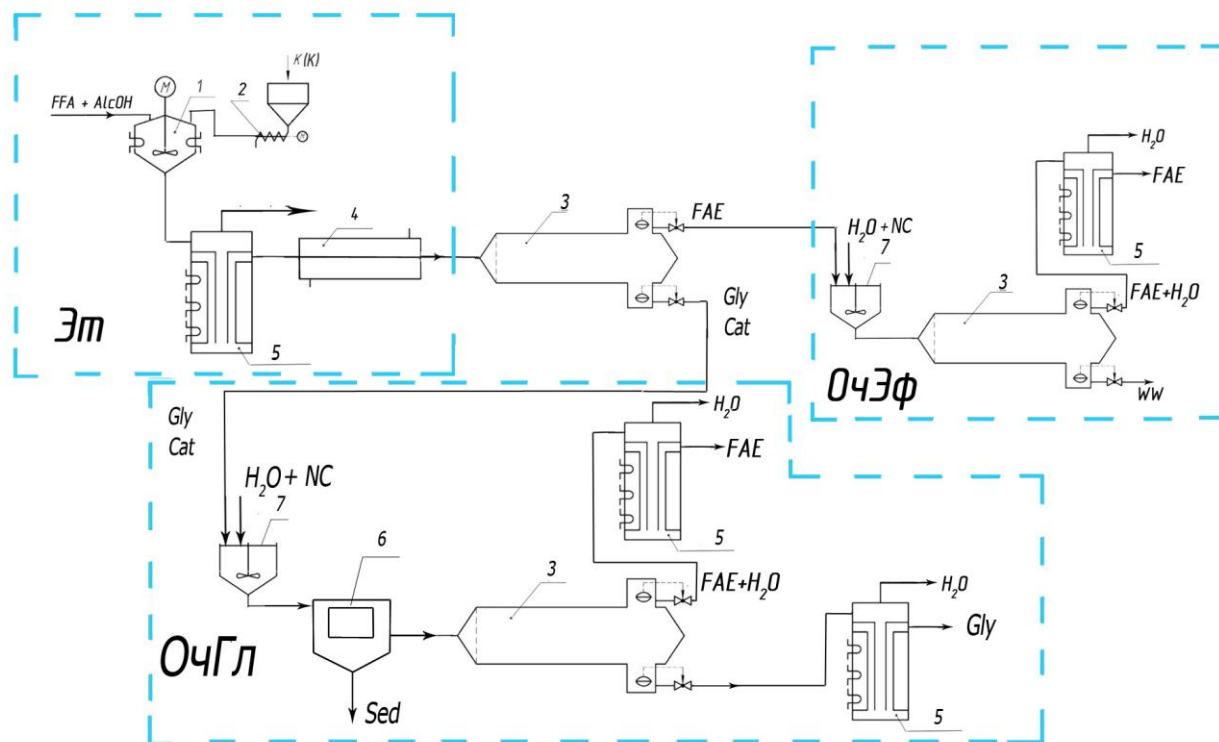 K(K)
1
2
M
FFA + AlcOH
M
4
3
FAE
Gly
Cat
5
Эт
H₂O
FAE
H₂O + NC
7
5
3
FAE+H₂O
WW
ОчЭф
Gly
Cat
H₂O + NC
7
6
H₂O
FAE
5
3
FAE+H₂O
H₂O
Gly
5
Sed
ОчГл